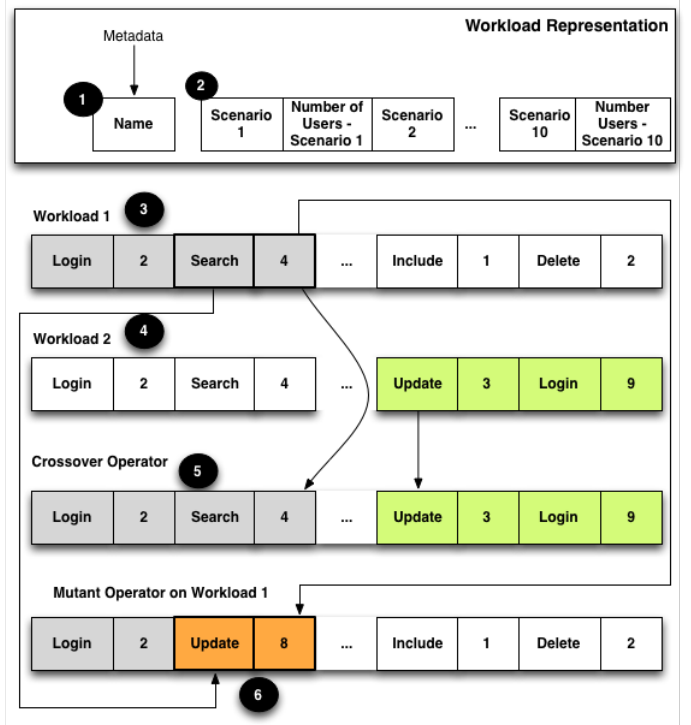 Workload Representation
Metadata
1
2
Name
Scenario
1
Number of
Users -
Scenario 1
Scenario
2
...
Scenario
10
Number
Users -
Scenario 10
3
Workload 1
Login 2 Search 4 ... Include 1 Delete 2
4
Workload 2
Login 2 Search 4 ... Update 3 Login 9
Crossover Operator
5
Login 2 Search 4 ... Update 3 Login 9
Mutant Operator on Workload 1
Login 2 Update 8 ... Include 1 Delete 2
6